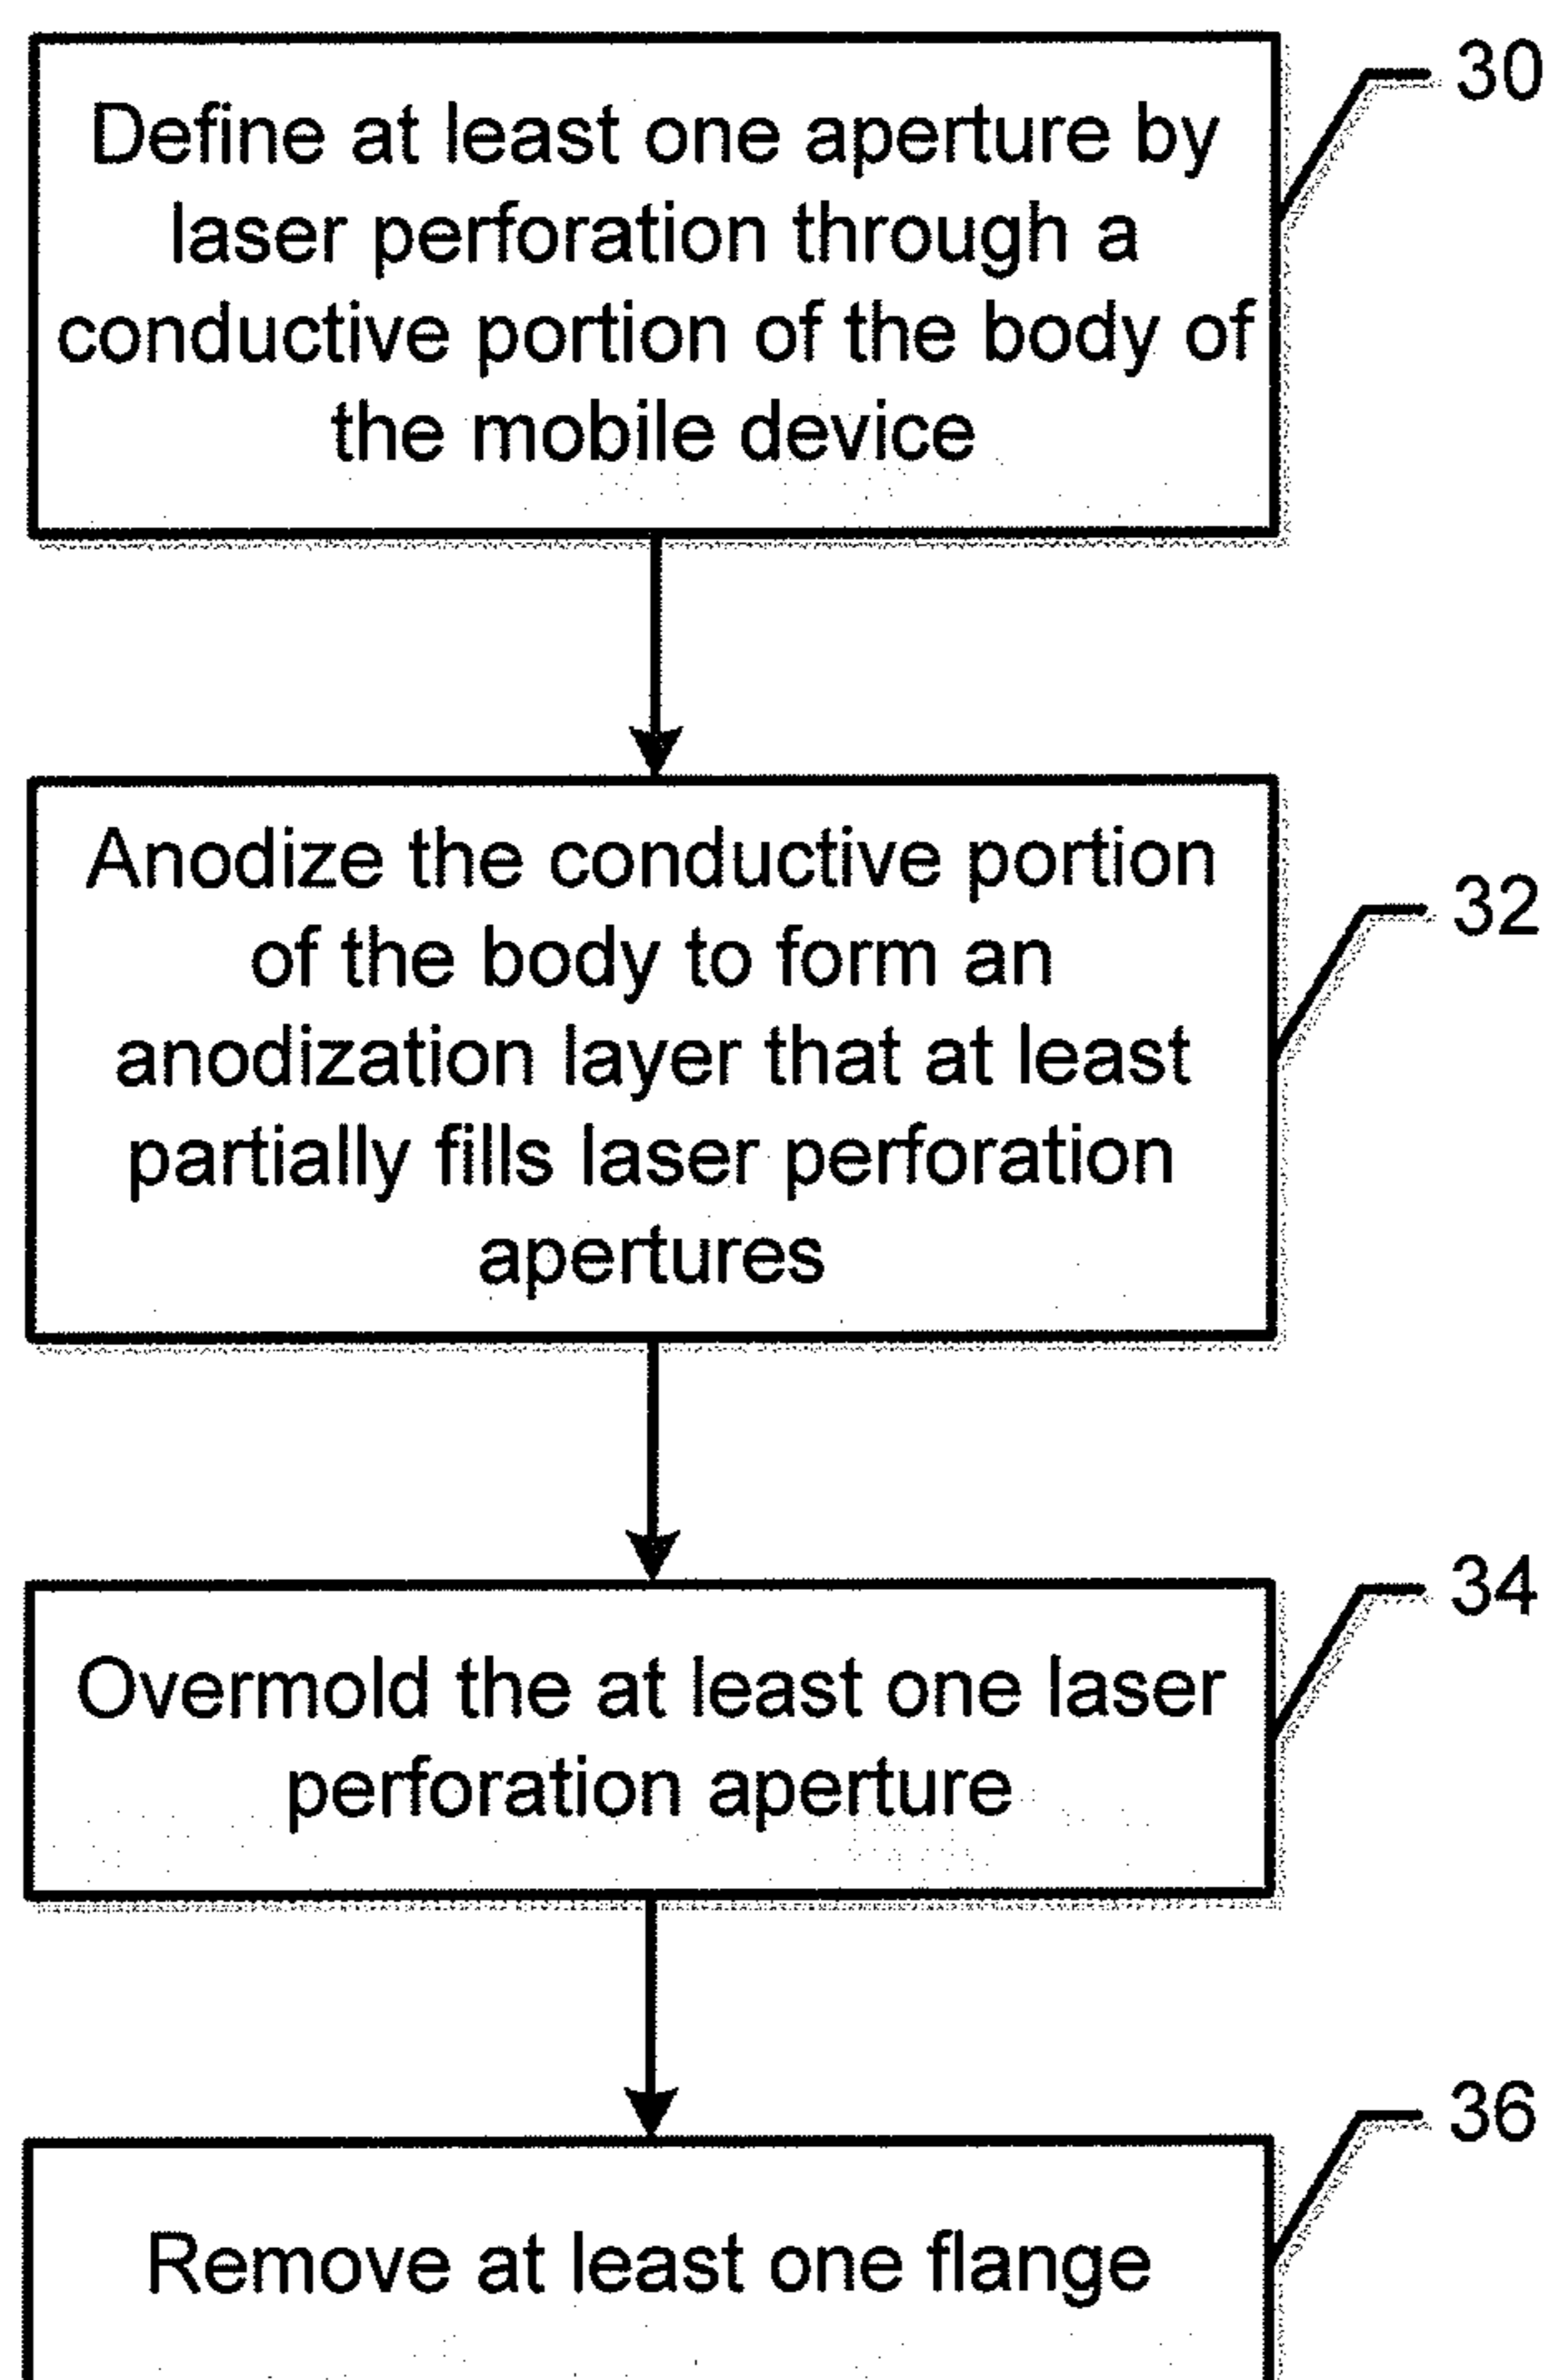 30
Define at least one aperture by
laser perforation through a
conductive portion of the body of
the mobile device
32
Anodize the conductive portion
of the body to form an
anodization layer that at least
partially fills laser perforation
apertures
34
Overmold the at least one laser
perforation aperture
36
Remove at least one flange